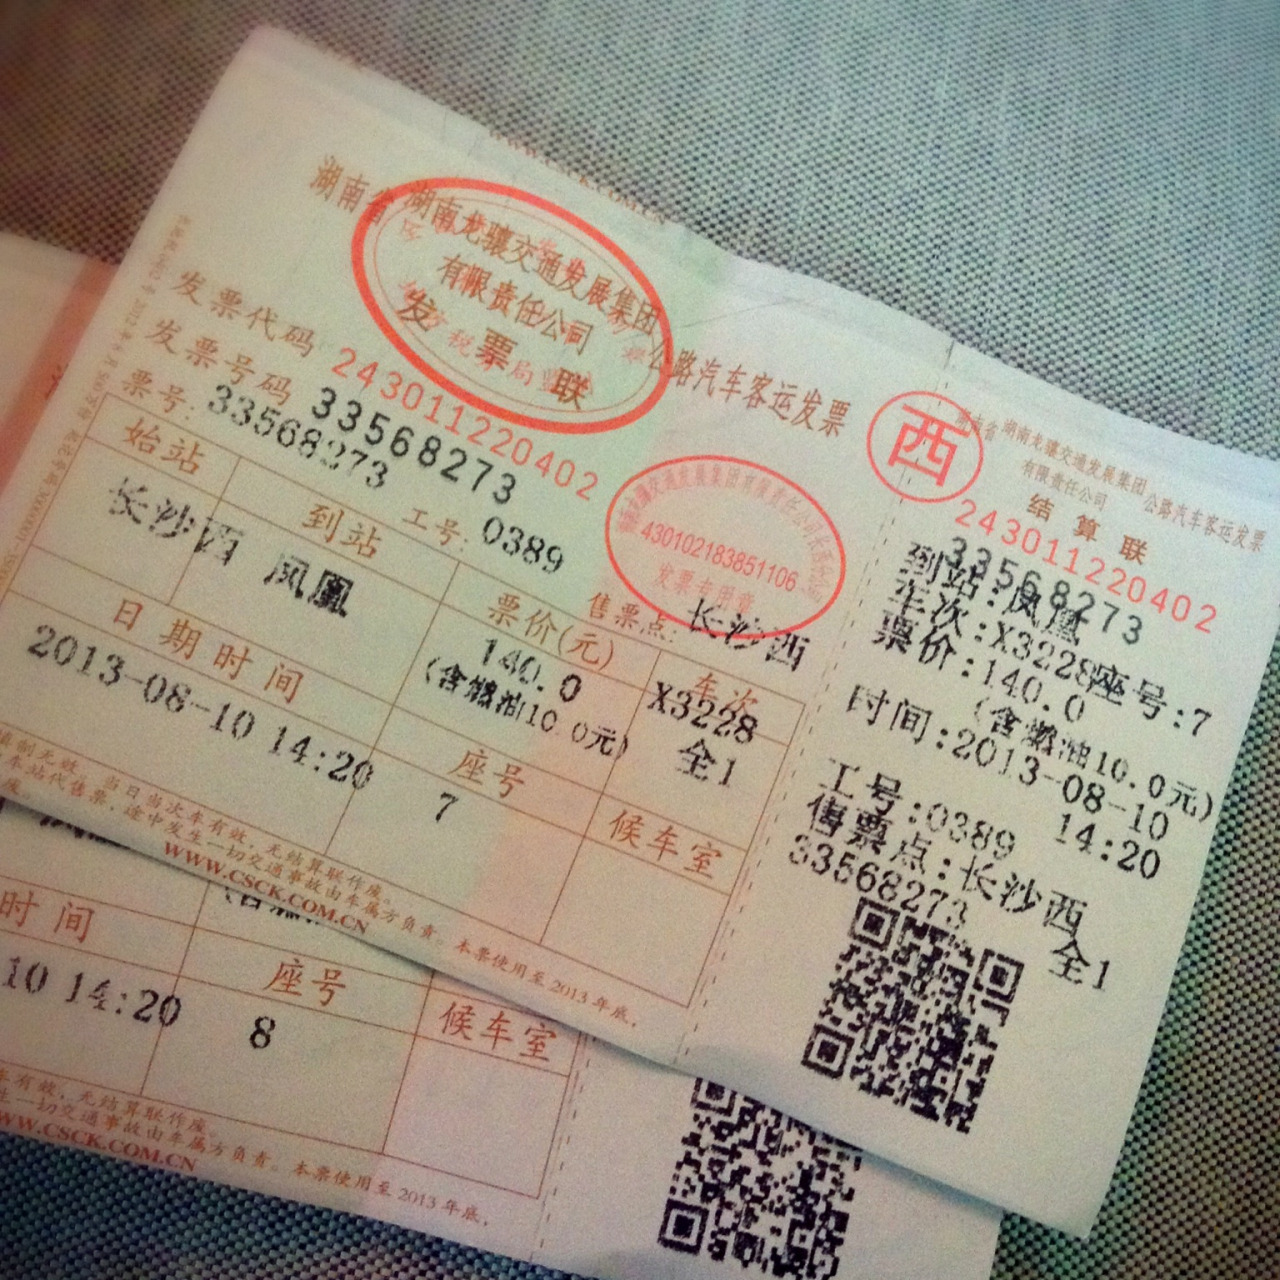 湖南省
湖南龙骧交通发展集团
有限责任公司
公路汽车客运发票
发票联
发票代码 243011220402
发票号码 33568273
票号: 33568273
工号: 0389
售票点: 长沙西
430102183851106
发票专用章
始站
到站
票价(元)
车次
长沙西
凤凰
140.0
(含燃油10.0元)
X3228
全1
日期时间
座号
候车室
2013-08-10 14:20
7
当日当次车有效,无结算联作废。
途中发生一切交通事故由车属方负责。本票使用至2013年底.
WWW.CSCK.COM.CN
西
湖南省
湖南龙骧交通发展集团
有限责任公司
公路汽车客运发票
结算联
243011220402
33568273
到站:凤凰
车次:X3228座号:7
票价:140.0
(含燃油10.0元)
时间:2013-08-10
14:20
工号:0389
售票点:长沙西
33568273
全1
时间
座号
候车室
10 14:20
8
车有效,无结算联作废。
一切交通事故由车属方负责。本票使用至2013年底.
WWW.CSCK.COM.CN